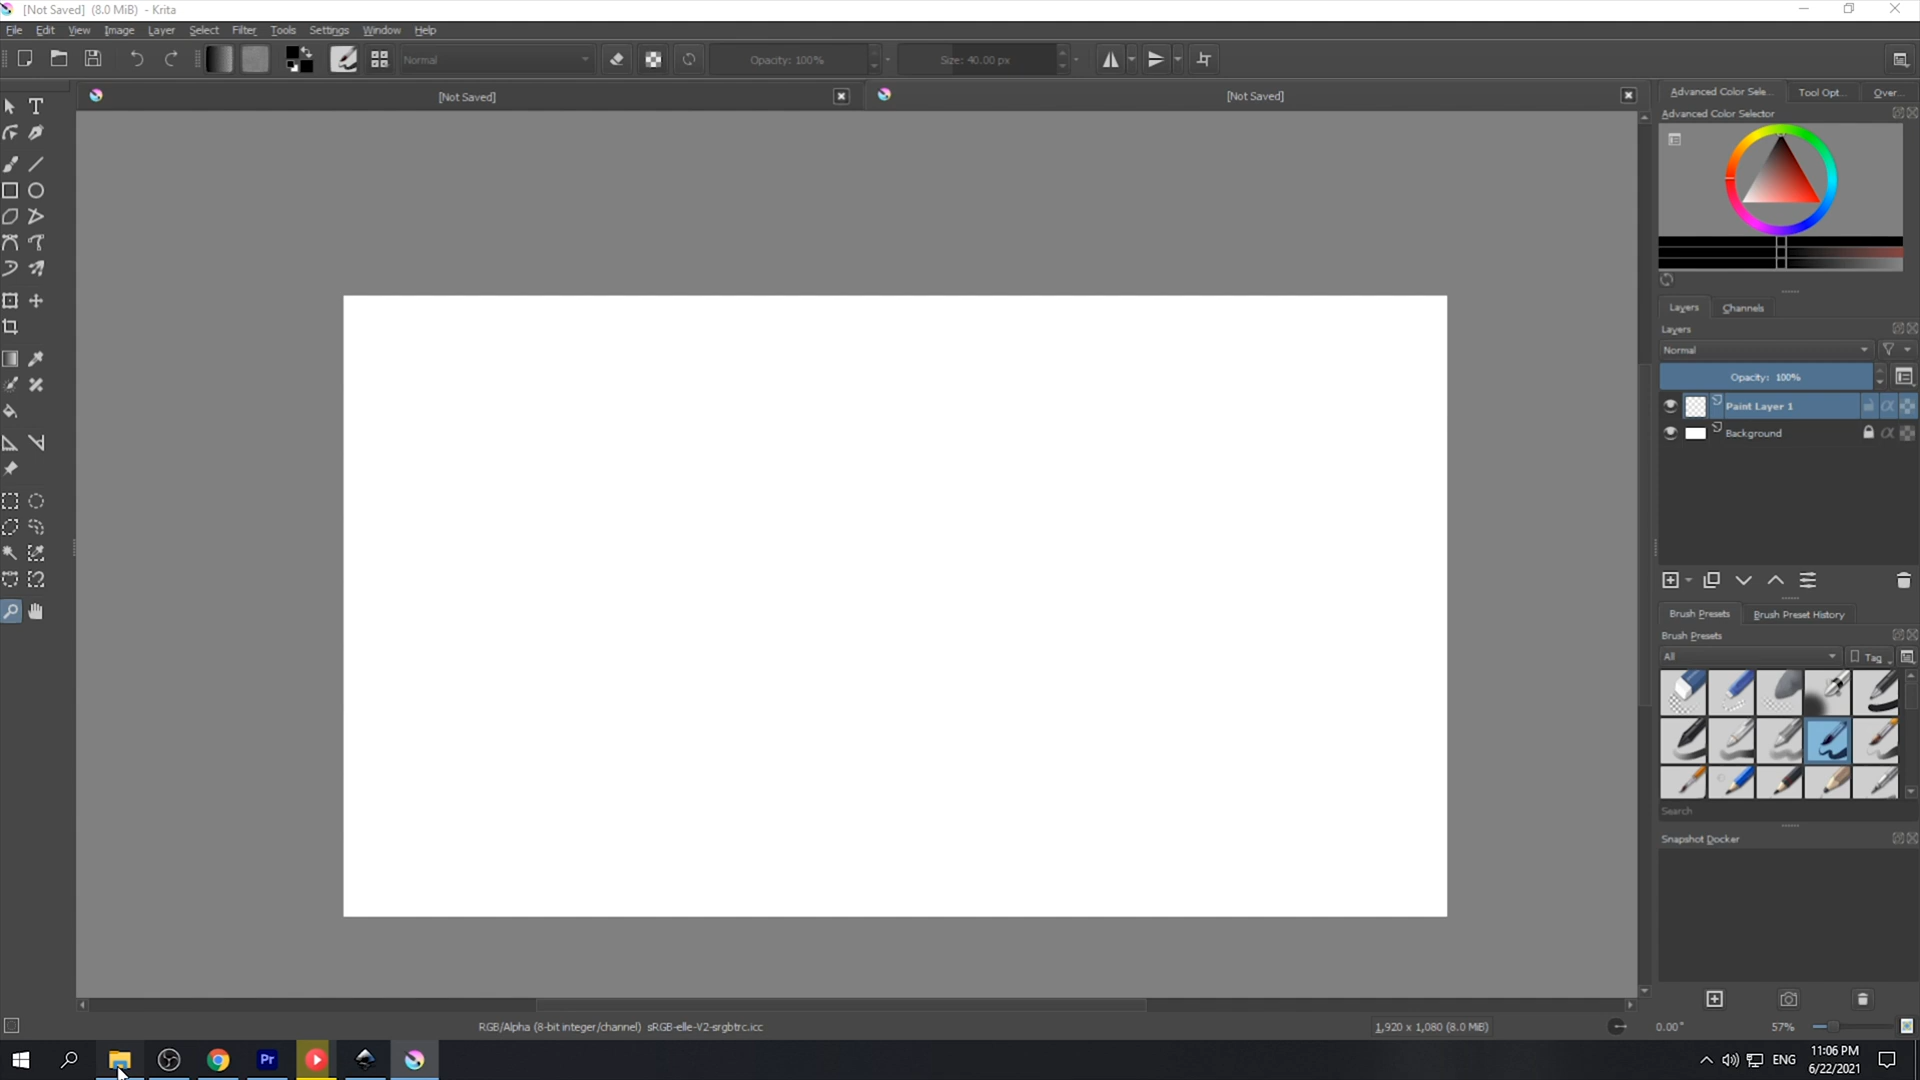 [Not Saved] (8.0 MiB) - Krita
File Edit View Image Layer Select Filter Tools Settings Window Help
Normal
Opacity: 100%
Size: 40.00 px
[Not Saved]
[Not Saved]
Advanced Color Sele... Tool Opt... Over...
Advanced Color Selector
Layers Channels
Layers
Normal
Opacity: 100%
Paint Layer 1
Background
Brush Presets Brush Preset History
Brush Presets
All
Tag
Search
Snapshot Docker
RGB/Alpha (8-bit integer/channel) sRGB-elle-V2-srgbtrc.icc
1,920 x 1,080 (8.0 MiB)
0.00°
57%
Pr
ENG
11:06 PM
6/22/2021